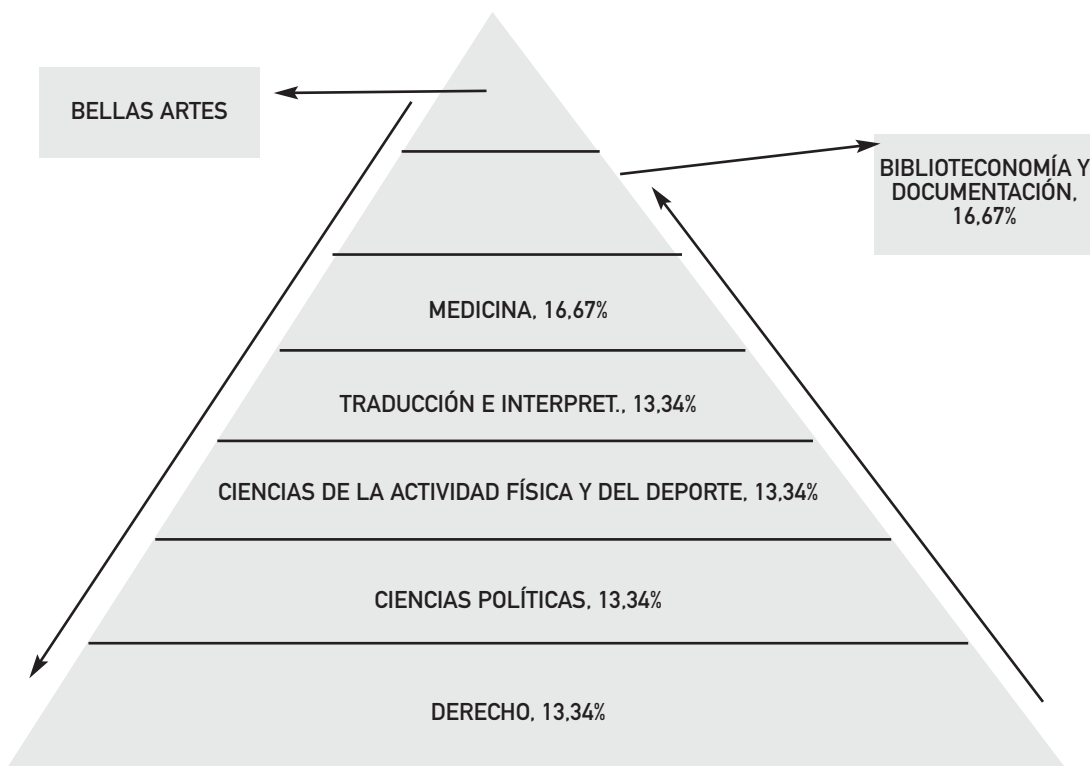 BELLAS ARTES
BIBLIOTECONOMÍA Y
DOCUMENTACIÓN,
16,67%
MEDICINA, 16,67%
TRADUCCIÓN E INTERPRET., 13,34%
CIENCIAS DE LA ACTIVIDAD FÍSICA Y DEL DEPORTE, 13,34%
CIENCIAS POLÍTICAS, 13,34%
DERECHO, 13,34%